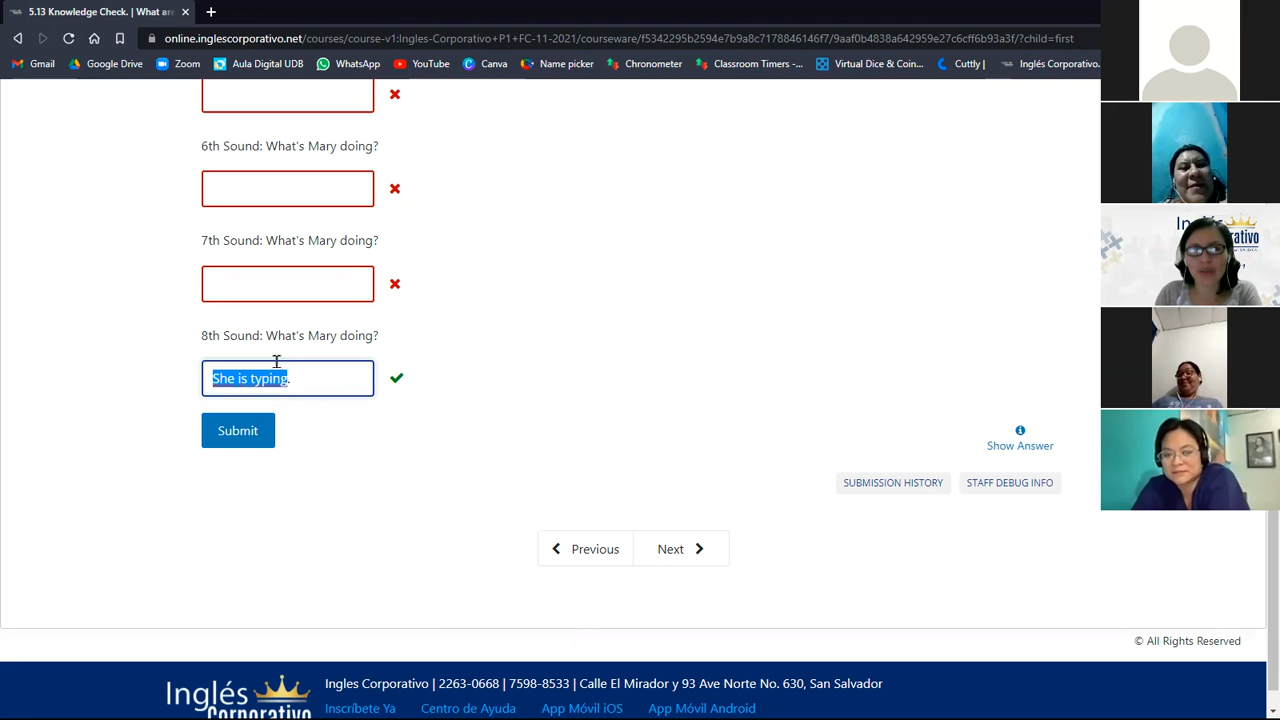 5.13 Knowledge Check. | What are
online.inglescorporativo.net/courses/course-v1:Ingles-Corporativo+P1+FC-11-2021/courseware/f5342295b2594e7b9a8c7178846146f7/9aaf0b4838a642959e27c6cff6b93a3f/?child=first
Gmail Google Drive Zoom Aula Digital UDB WhatsApp YouTube Canva Name picker Chronometer Classroom Timer -... Virtual Dice & Coin... Cuttly | Inglés Corporativo.
6th Sound: What's Mary doing?
7th Sound: What's Mary doing?
8th Sound: What's Mary doing?
She is typing.
Submit
Show Answer
SUBMISSION HISTORY STAFF DEBUG INFO
Previous Next
© All Rights Reserved
Inglés
Corporativo
Ingles Corporativo | 2263-0668 | 7598-8533 | Calle El Mirador y 93 Ave Norte No. 630, San Salvador
Inscríbete Ya Centro de Ayuda App Móvil iOS App Móvil Android